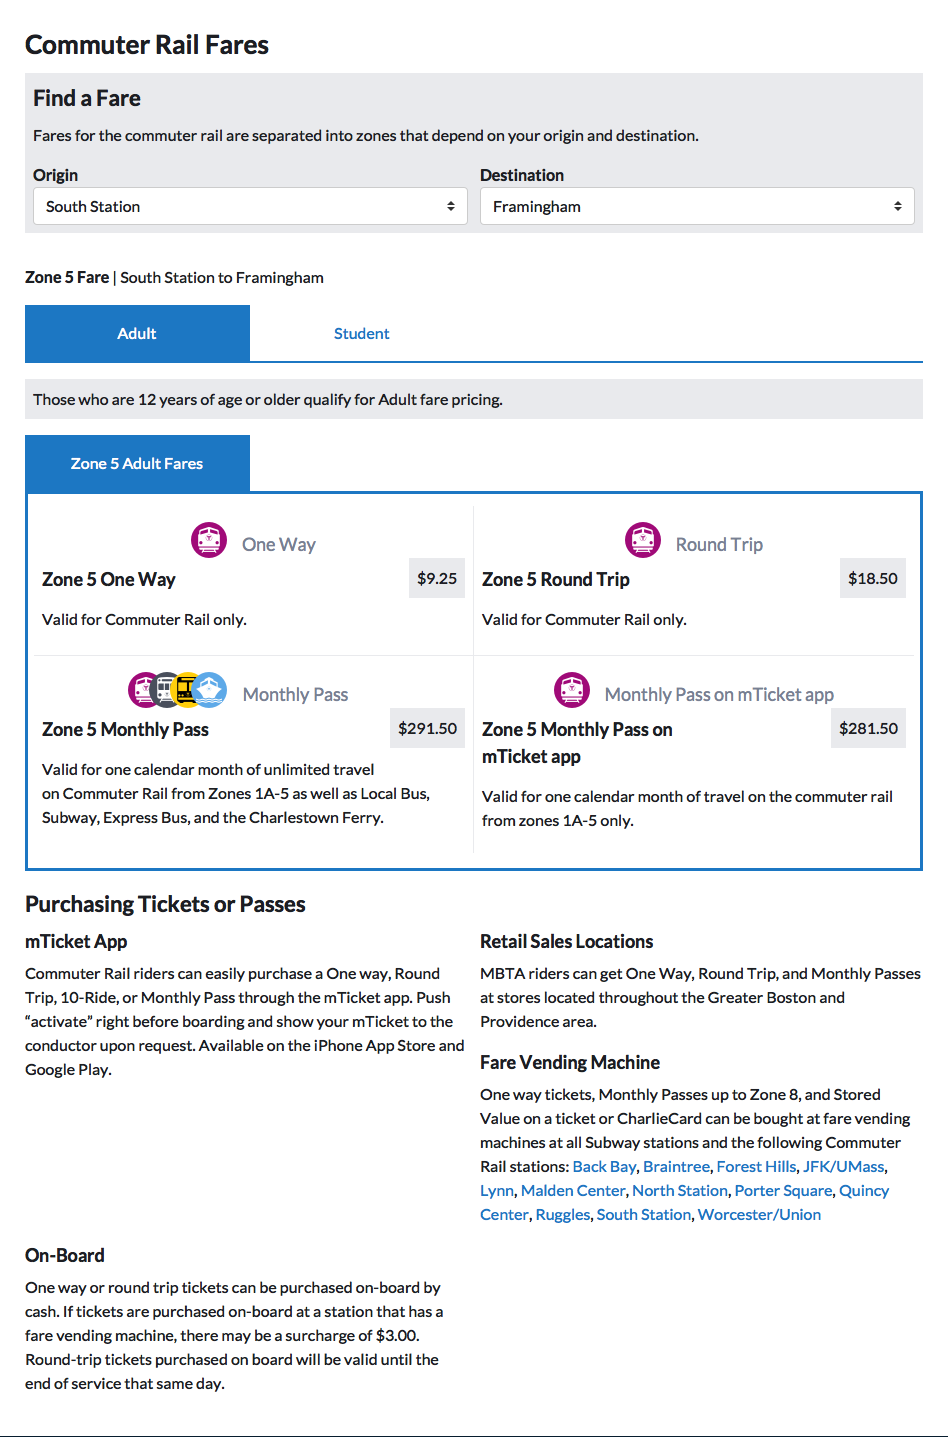 Commuter Rail Fares
Find a Fare
Fares for the commuter rail are separated into zones that depend on your origin and destination.
Origin
South Station
Destination
Framingham
Zone 5 Fare | South Station to Framingham
Adult
Student
Those who are 12 years of age or older qualify for Adult fare pricing.
Zone 5 Adult Fares
One Way
Zone 5 One Way
$9.25
Valid for Commuter Rail only.
Round Trip
Zone 5 Round Trip
$18.50
Valid for Commuter Rail only.
Monthly Pass
Zone 5 Monthly Pass
$291.50
Valid for one calendar month of unlimited travel
on Commuter Rail from Zones 1A-5 as well as Local Bus,
Subway, Express Bus, and the Charlestown Ferry.
Monthly Pass on mTicket app
Zone 5 Monthly Pass on
mTicket app
$281.50
Valid for one calendar month of travel on the commuter rail
from zones 1A-5 only.
Purchasing Tickets or Passes
mTicket App
Commuter Rail riders can easily purchase a One way, Round
Trip, 10-Ride, or Monthly Pass through the mTicket app. Push
“activate” right before boarding and show your mTicket to the
conductor upon request. Available on the iPhone App Store and
Google Play.
Retail Sales Locations
MBTA riders can get One Way, Round Trip, and Monthly Passes
at stores located throughout the Greater Boston and
Providence area.
Fare Vending Machine
One way tickets, Monthly Passes up to Zone 8, and Stored
Value on a ticket or CharlieCard can be bought at fare vending
machines at all Subway stations and the following Commuter
Rail stations: Back Bay, Braintree, Forest Hills, JFK/UMass,
Lynn, Malden Center, North Station, Porter Square, Quincy
Center, Ruggles, South Station, Worcester/Union
On-Board
One way or round trip tickets can be purchased on-board by
cash. If tickets are purchased on-board at a station that has a
fare vending machine, there may be a surcharge of $3.00.
Round-trip tickets purchased on board will be valid until the
end of service that same day.